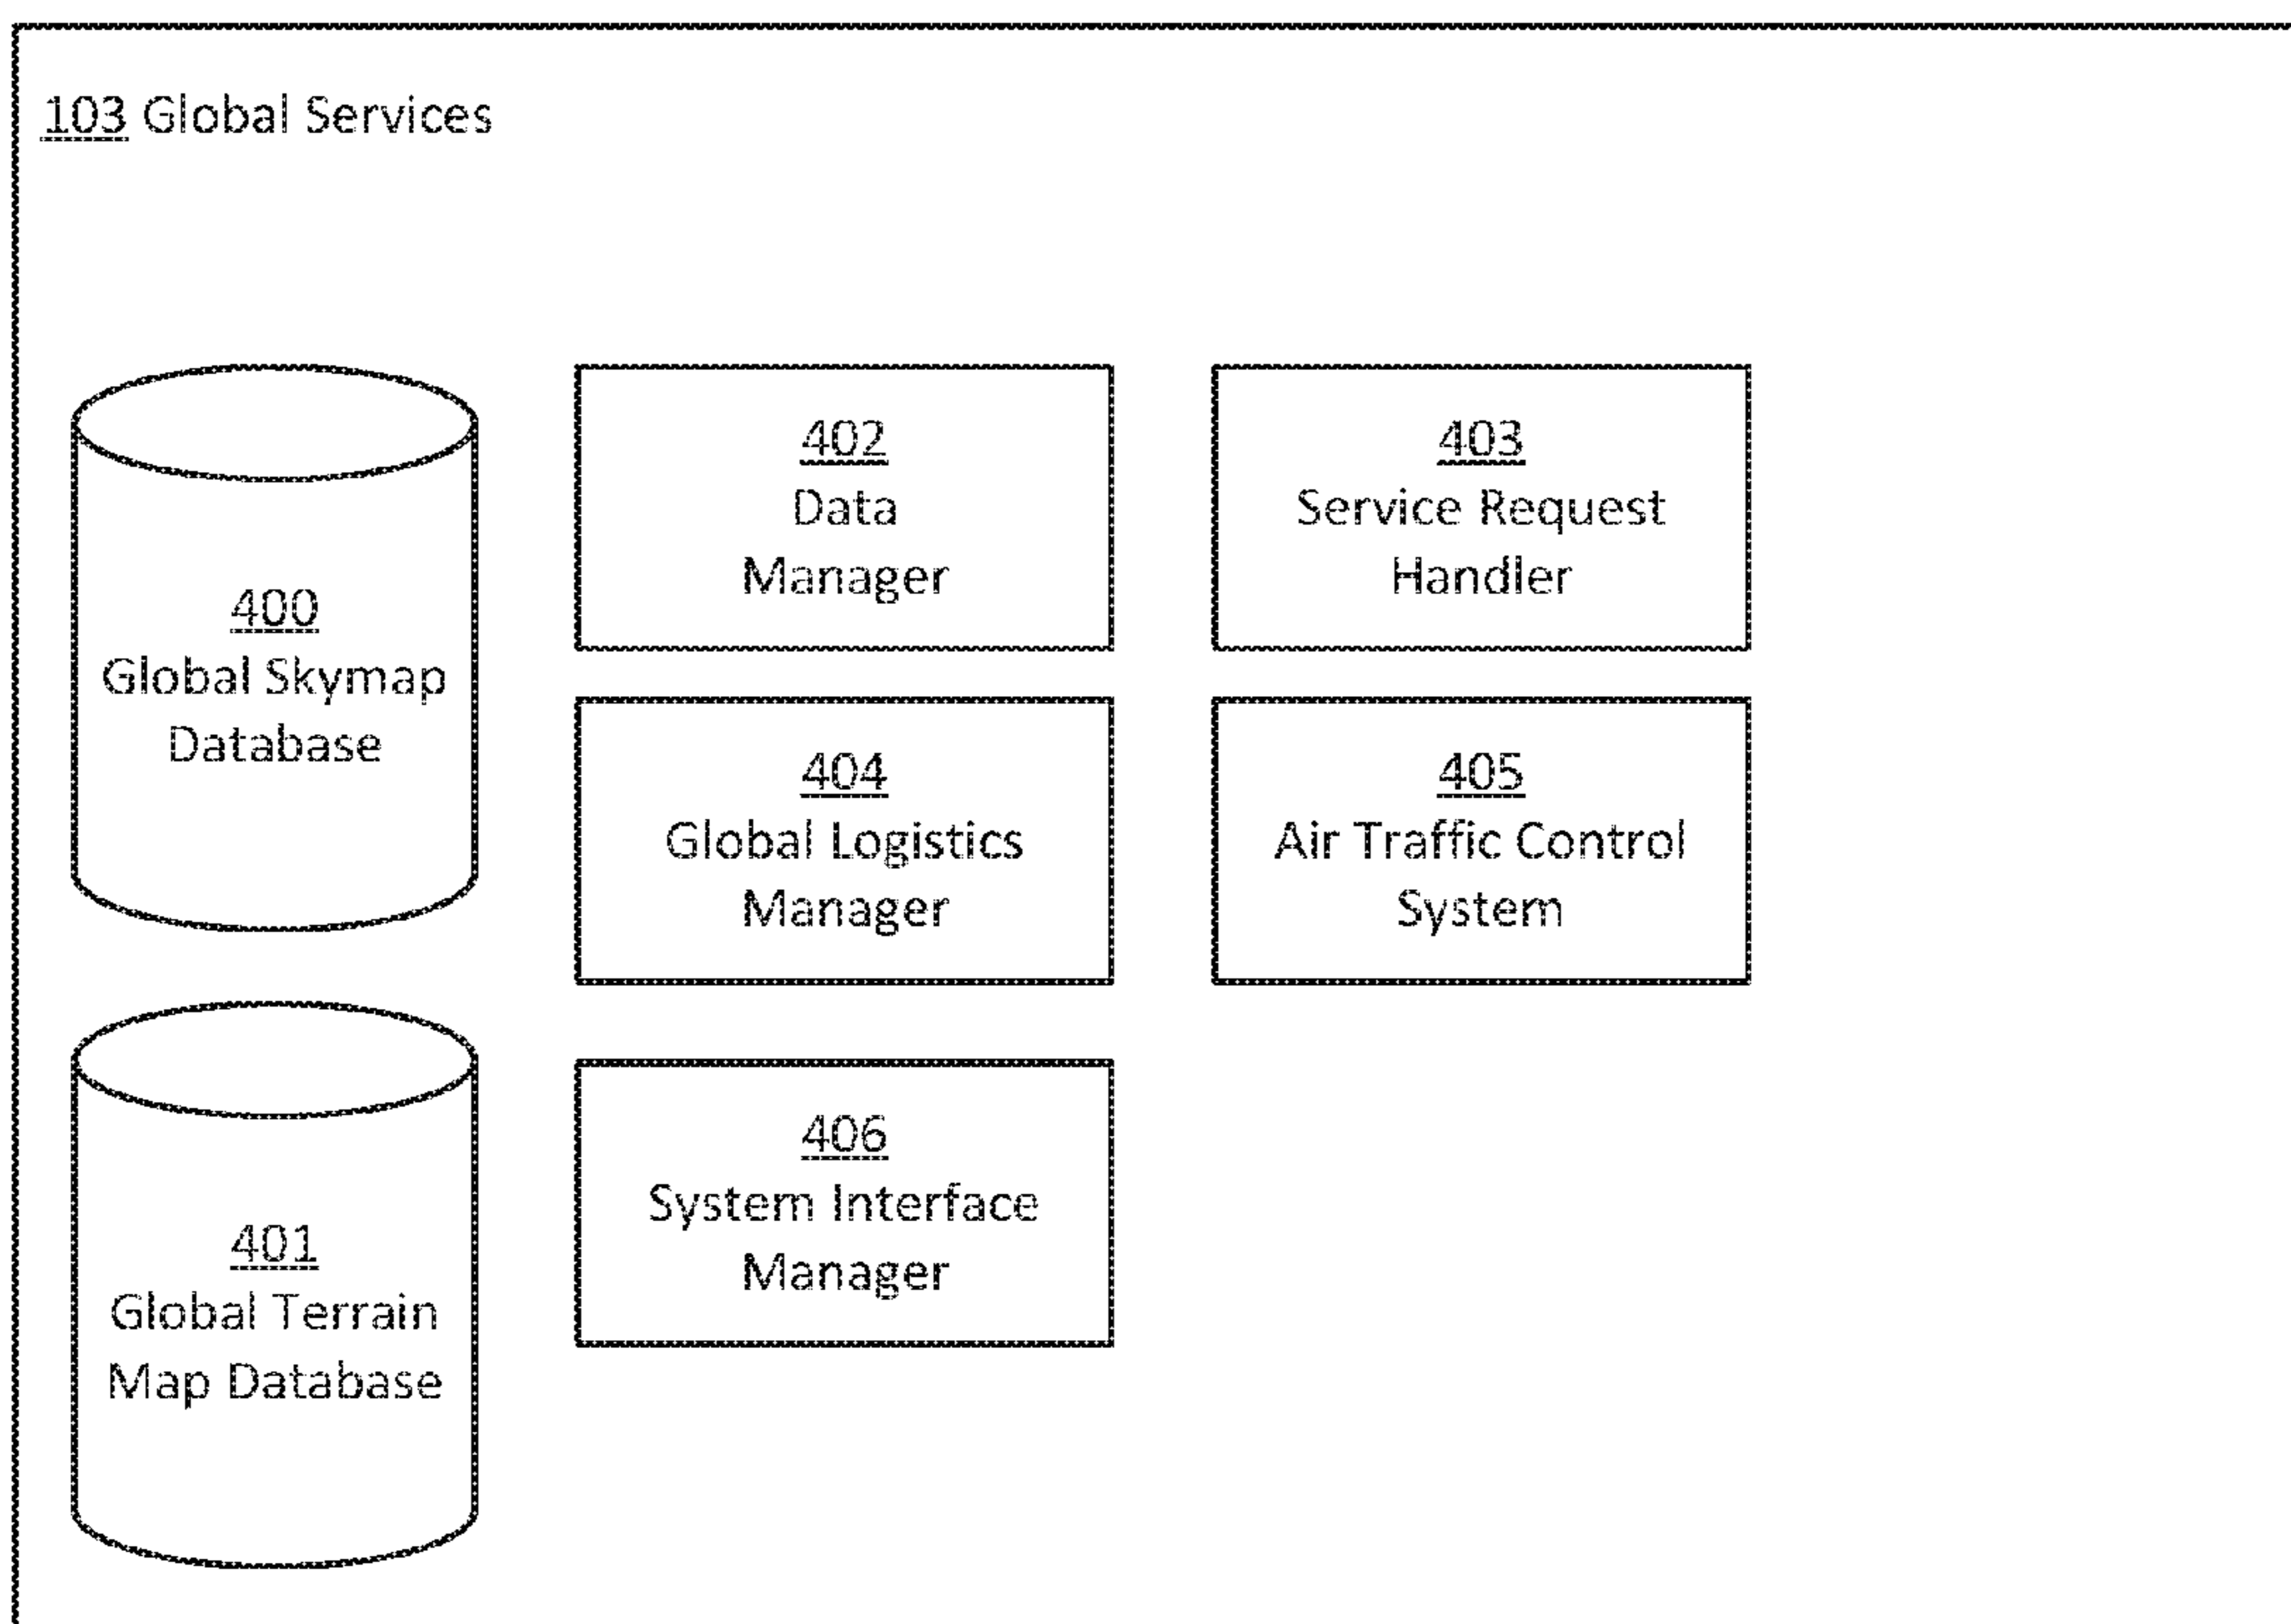 103 Global Services
400
Global Skymap
Database
401
Global Terrain
Map Database
402
Data
Manager
403
Service Request
Handler
404
Global Logistics
Manager
405
Air Traffic Control
System
406
System Interface
Manager